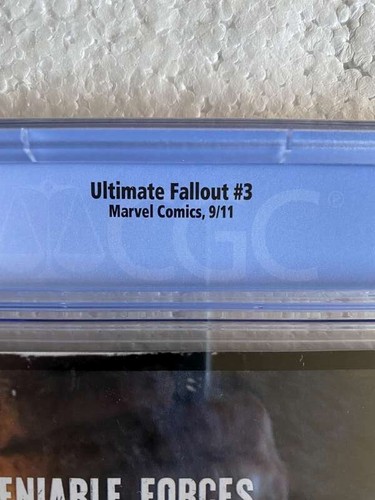 Ultimate Fallout #3
Marvel Comics, 9/11
CGC®
ENIABLE FORCES